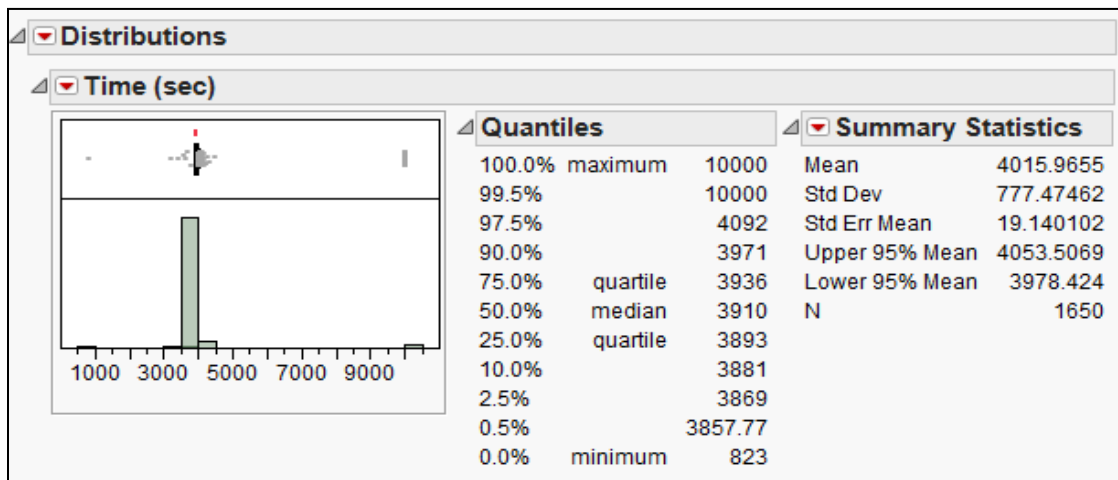 Distributions
Time (sec)
1000 3000 5000 7000 9000
Quantiles
100.0% maximum 10000
99.5% 10000
97.5% 4092
90.0% 3971
75.0% quartile 3936
50.0% median 3910
25.0% quartile 3893
10.0% 3881
2.5% 3869
0.5% 3857.77
0.0% minimum 823
Summary Statistics
Mean 4015.9655
Std Dev 777.47462
Std Err Mean 19.140102
Upper 95% Mean 4053.5069
Lower 95% Mean 3978.424
N 1650